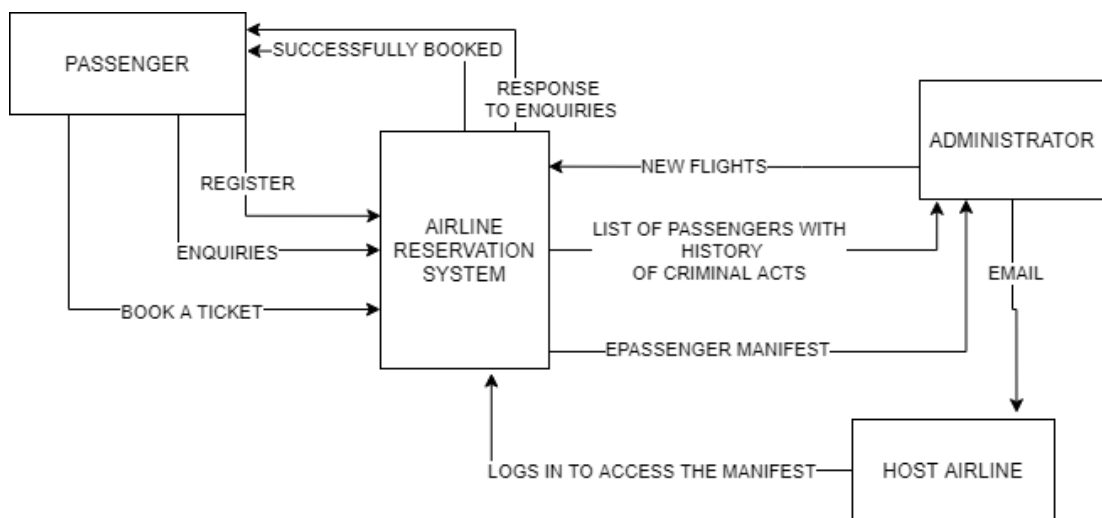 PASSENGER
SUCCESSFULLY BOOKED
RESPONSE
TO ENQUIRIES
ADMINISTRATOR
NEW FLIGHTS
REGISTER
AIRLINE
RESERVATION
SYSTEM
LIST OF PASSENGERS WITH
HISTORY
OF CRIMINAL ACTS
ENQUIRIES
EMAIL
BOOK A TICKET
EPASSENGER MANIFEST
LOGS IN TO ACCESS THE MANIFEST
HOST AIRLINE